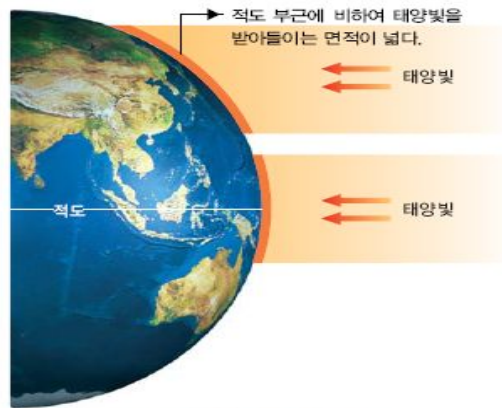 적도 부근에 비하여 태양빛을
받아들이는 면적이 넓다.
태양빛
적도
태양빛